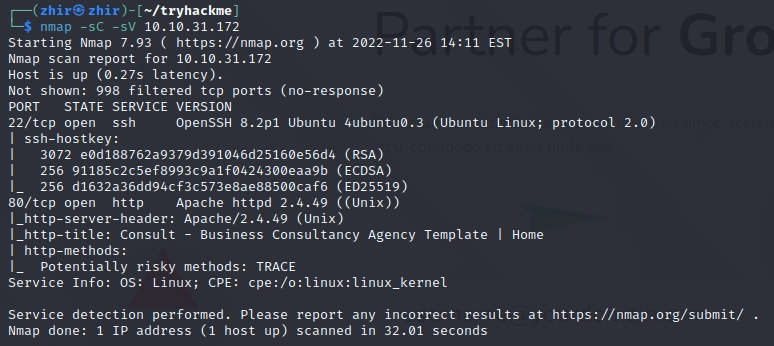 ┌──(zhir㉿zhir)-[~/tryhackme]
└─$ nmap -sC -sV 10.10.31.172
Starting Nmap 7.93 ( https://nmap.org ) at 2022-11-26 14:11 EST
Nmap scan report for 10.10.31.172
Host is up (0.27s latency).
Not shown: 998 filtered tcp ports (no-response)
PORT   STATE SERVICE VERSION
22/tcp open  ssh     OpenSSH 8.2p1 Ubuntu 4ubuntu0.3 (Ubuntu Linux; protocol 2.0)
| ssh-hostkey:
|   3072 e0d188762a9379d391046d25160e56d4 (RSA)
|   256 91185c2c5ef8993c9a1f0424300eaa9b (ECDSA)
|_  256 d1632a36dd94cf3c573e8ae88500caf6 (ED25519)
80/tcp open  http    Apache httpd 2.4.49 ((Unix))
|_http-server-header: Apache/2.4.49 (Unix)
|_http-title: Consult - Business Consultancy Agency Template | Home
| http-methods:
|_  Potentially risky methods: TRACE
Service Info: OS: Linux; CPE: cpe:/o:linux:linux_kernel
Service detection performed. Please report any incorrect results at https://nmap.org/submit/ .
Nmap done: 1 IP address (1 host up) scanned in 32.01 seconds
Partner for Gro